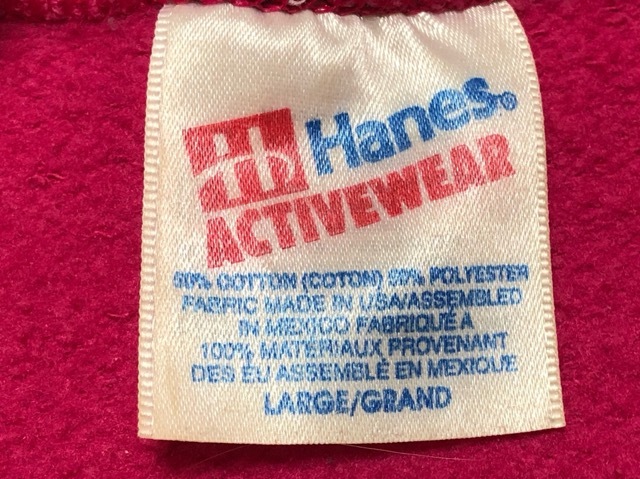 Hanes®
ACTIVEWEAR
50% COTTON (COTON) 50% POLYESTER
FABRIC MADE IN USA/ASSEMBLED
IN MEXICO FABRIQUÉ A
100% MATERIAUX PROVENANT
DES ÉU ASSEMBLÉ EN MEXIQUE
LARGE/GRAND